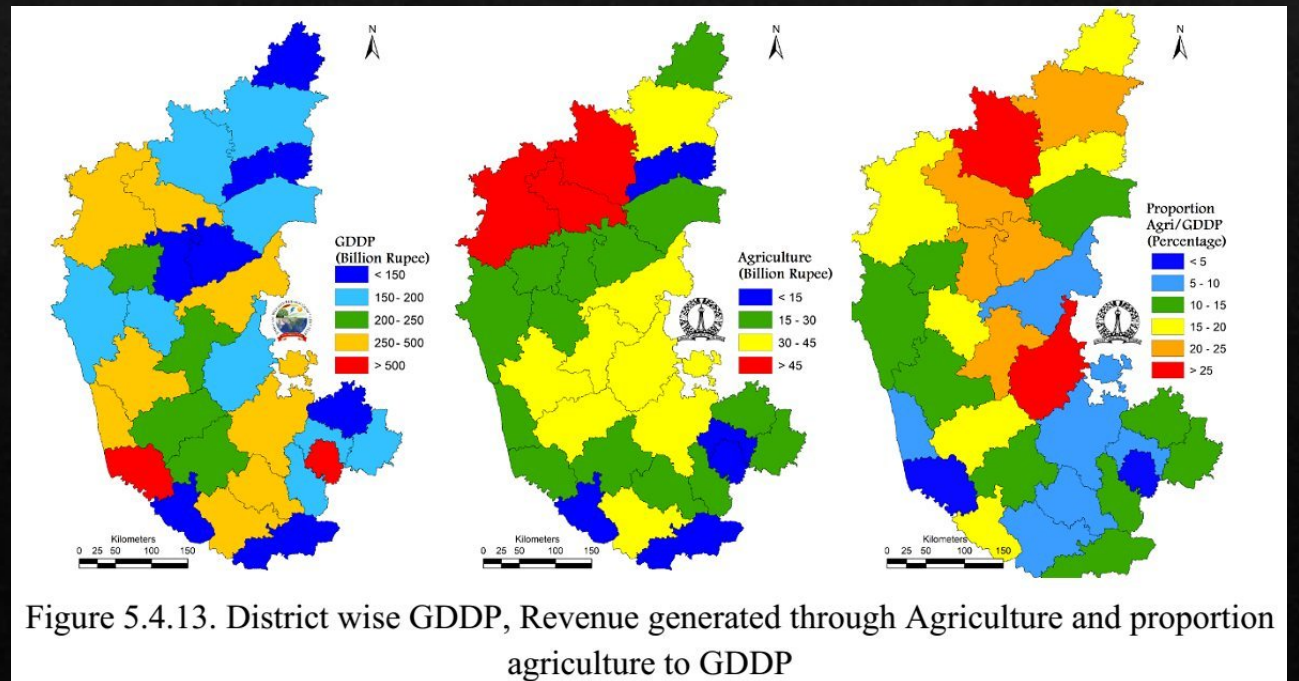 N
N
N
GDDP
(Billion Rupee)
< 150
150 - 200
200 - 250
250 - 500
> 500
Kilometers
0 25 50 100 150
Agriculture
(Billion Rupee)
< 15
15 - 30
30 - 45
> 45
Kilometers
0 25 50 100 150
Proportion
Agri/GDDP
(Percentage)
< 5
5 - 10
10 - 15
15 - 20
20 - 25
> 25
Kilometers
0 25 50 100 150
Figure 5.4.13. District wise GDDP, Revenue generated through Agriculture and proportion
agriculture to GDDP